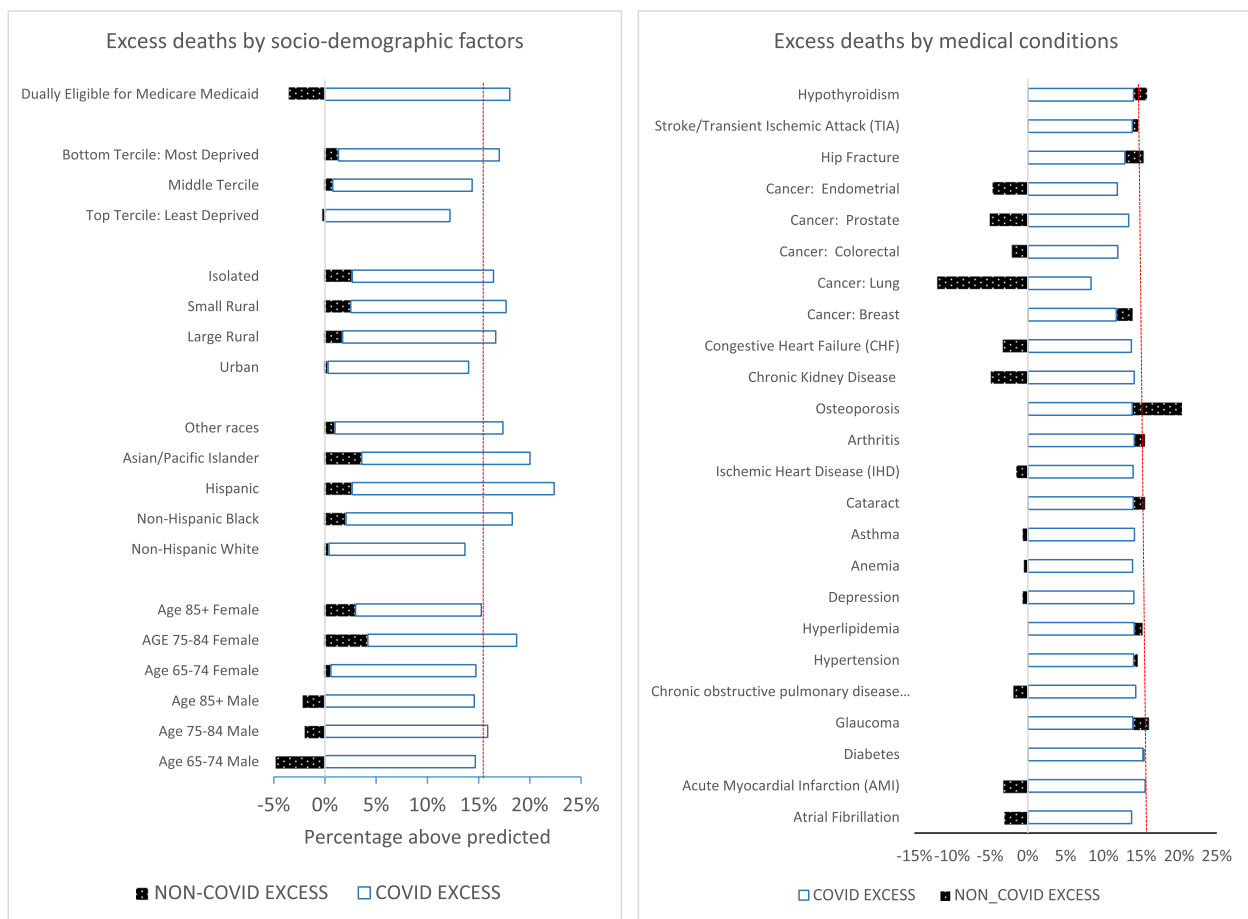 Excess deaths by socio-demographic factors
Dually Eligible for Medicare Medicaid
Bottom Tercile: Most Deprived
Middle Tercile
Top Tercile: Least Deprived
Isolated
Small Rural
Large Rural
Urban
Other races
Asian/Pacific Islander
Hispanic
Non-Hispanic Black
Non-Hispanic White
Age 85+ Female
AGE 75-84 Female
Age 65-74 Female
Age 85+ Male
Age 75-84 Male
Age 65-74 Male
-5% 0% 5% 10% 15% 20% 25%
Percentage above predicted
NON-COVID EXCESS COVID EXCESS
Excess deaths by medical conditions
Hypothyroidism
Stroke/Transient Ischemic Attack (TIA)
Hip Fracture
Cancer: Endometrial
Cancer: Prostate
Cancer: Colorectal
Cancer: Lung
Cancer: Breast
Congestive Heart Failure (CHF)
Chronic Kidney Disease
Osteoporosis
Arthritis
Ischemic Heart Disease (IHD)
Cataract
Asthma
Anemia
Depression
Hyperlipidemia
Hypertension
Chronic obstructive pulmonary disease...
Glaucoma
Diabetes
Acute Myocardial Infarction (AMI)
Atrial Fibrillation
-15% -10% -5% 0% 5% 10% 15% 20% 25%
COVID EXCESS NON_COVID EXCESS